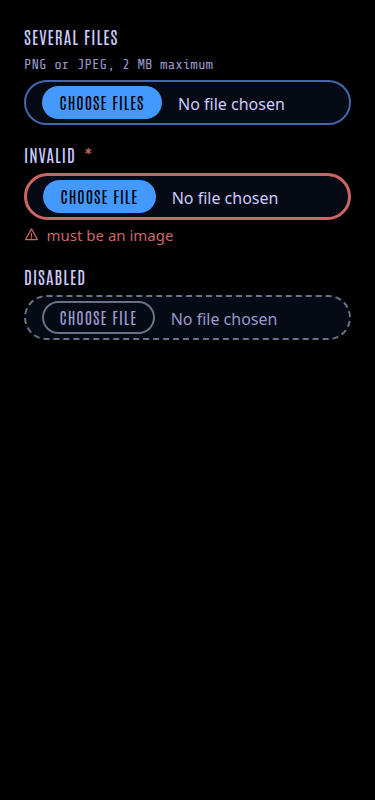 SEVERAL FILES
PNG or JPEG, 2 MB maximum
CHOOSE FILES No file chosen
INVALID *
CHOOSE FILE No file chosen
⚠ must be an image
DISABLED
CHOOSE FILE No file chosen